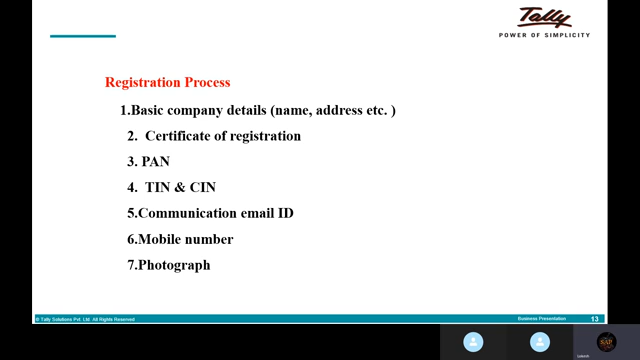 Tally
POWER OF SIMPLICITY
Registration Process
1.Basic company details (name, address etc. )
2. Certificate of registration
3. PAN
4. TIN & CIN
5.Communication email ID
6.Mobile number
7.Photograph
© Tally Solutions Pvt. Ltd. All Rights Reserved
Business Presentation
13
SAP